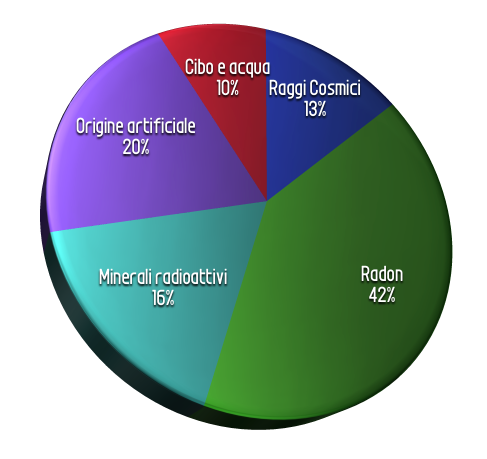 Cibo e acqua
10%
Raggi Cosmici
13%
Origine artificiale
20%
Radon
42%
Minerali radioattivi
16%